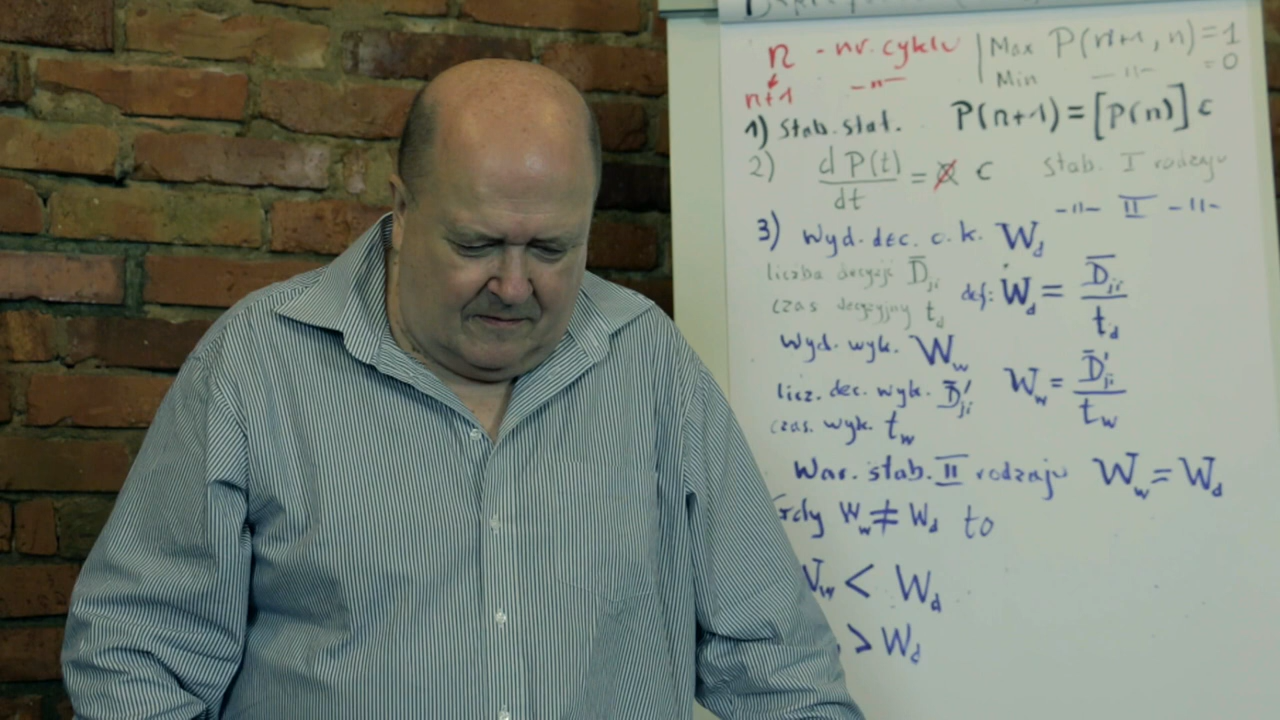 n - nr. cyklu | Max P(n+1, n) = 1
n+1 -"- Min -"- = 0
1) Stab. stat. P(n+1) = [P(n)] c
2) dP(t)/dt = c Stab. I rodzaju
-"- II -"-
3) Wyd. dec. c. k. W_d
liczba decyzji D̄_ji def: W_d = D̄_ji / t_d
czas decyzyjny t_d
Wyd. wyk. W_w
licz. dec. wyk. D̄'_ji W_w = D̄'_ji / t_w
czas. wyk. t_w
War. stab. II rodzaju W_w = W_d
Gdy W_w ≠ W_d to
W_w < W_d
> W_d